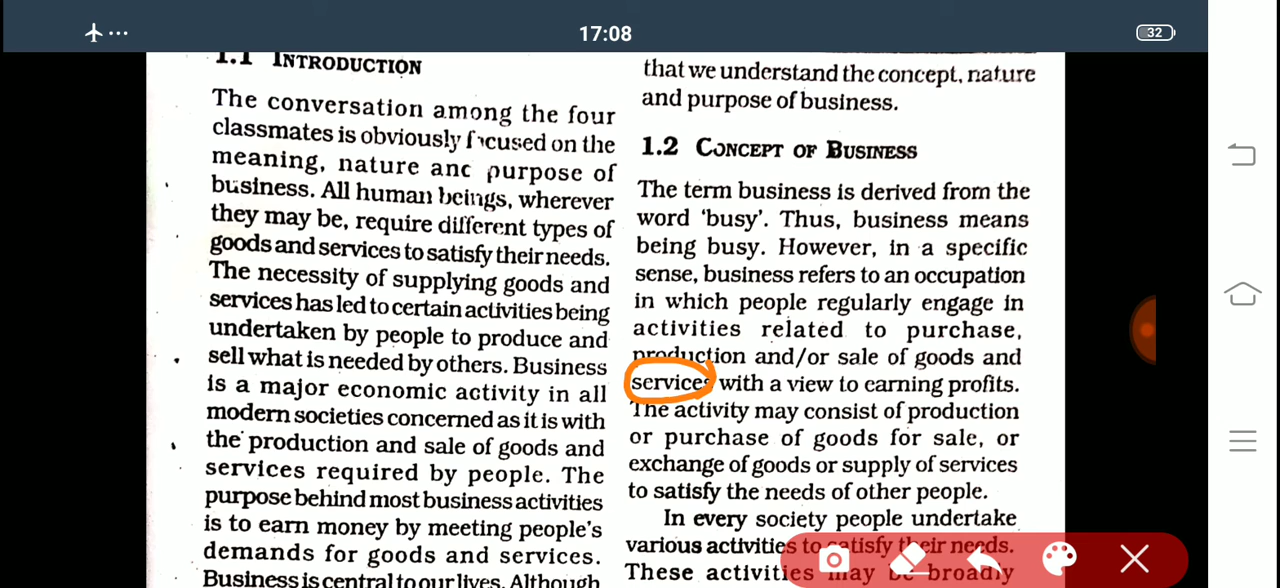 17:08
32
1.1 INTRODUCTION
The conversation among the four
classmates is obviously focused on the
meaning, nature and purpose of
business. All human beings, wherever
they may be, require different types of
goods and services to satisfy their needs.
The necessity of supplying goods and
services has led to certain activities being
undertaken by people to produce and
sell what is needed by others. Business
is a major economic activity in all
modern societies concerned as it is with
the production and sale of goods and
services required by people. The
purpose behind most business activities
is to earn money by meeting people's
demands for goods and services.
Business is central to our lives. Although
that we understand the concept, nature
and purpose of business.
1.2 CONCEPT OF BUSINESS
The term business is derived from the
word 'busy'. Thus, business means
being busy. However, in a specific
sense, business refers to an occupation
in which people regularly engage in
activities related to purchase,
production and/or sale of goods and
services with a view to earning profits.
The activity may consist of production
or purchase of goods for sale, or
exchange of goods or supply of services
to satisfy the needs of other people.
In every society people undertake
various activities to satisfy their needs.
These activities may be broadly